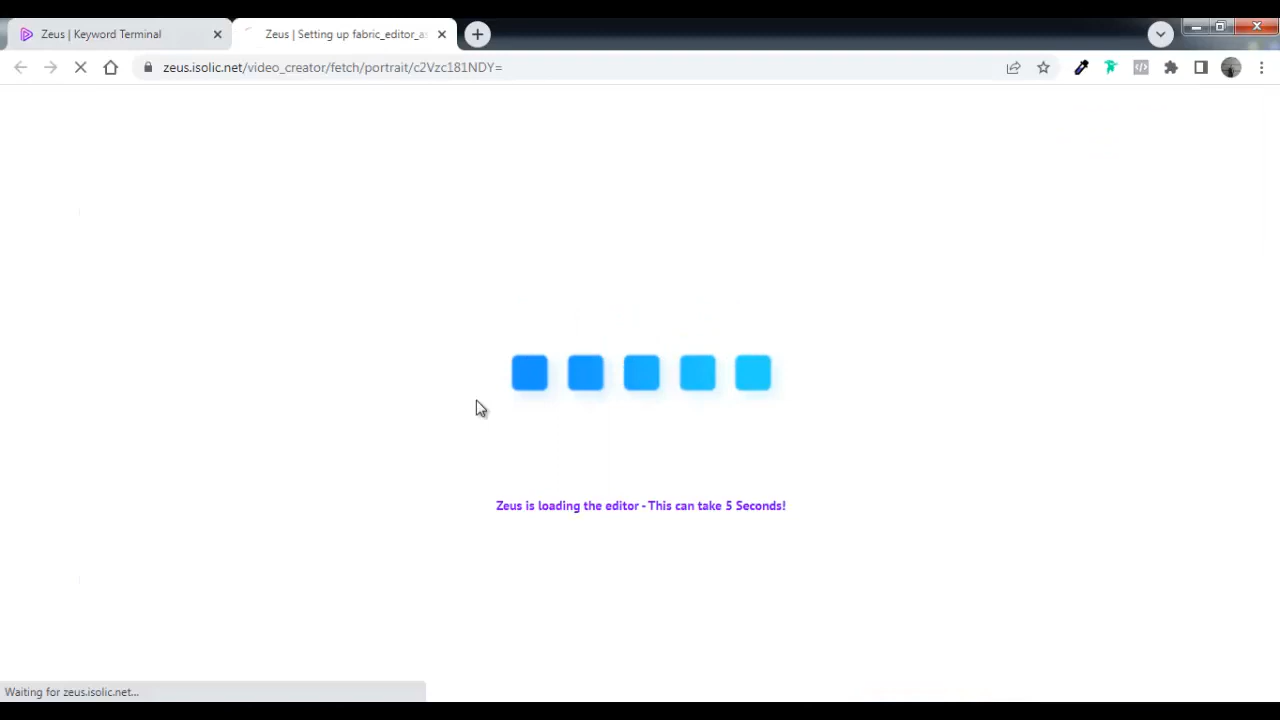 Zeus | Keyword Terminal
Zeus | Setting up fabric_editor_as
zeus.isolic.net/video_creator/fetch/portrait/c2Vzc181NDY=
Zeus is loading the editor - This can take 5 Seconds!
Waiting for zeus.isolic.net...